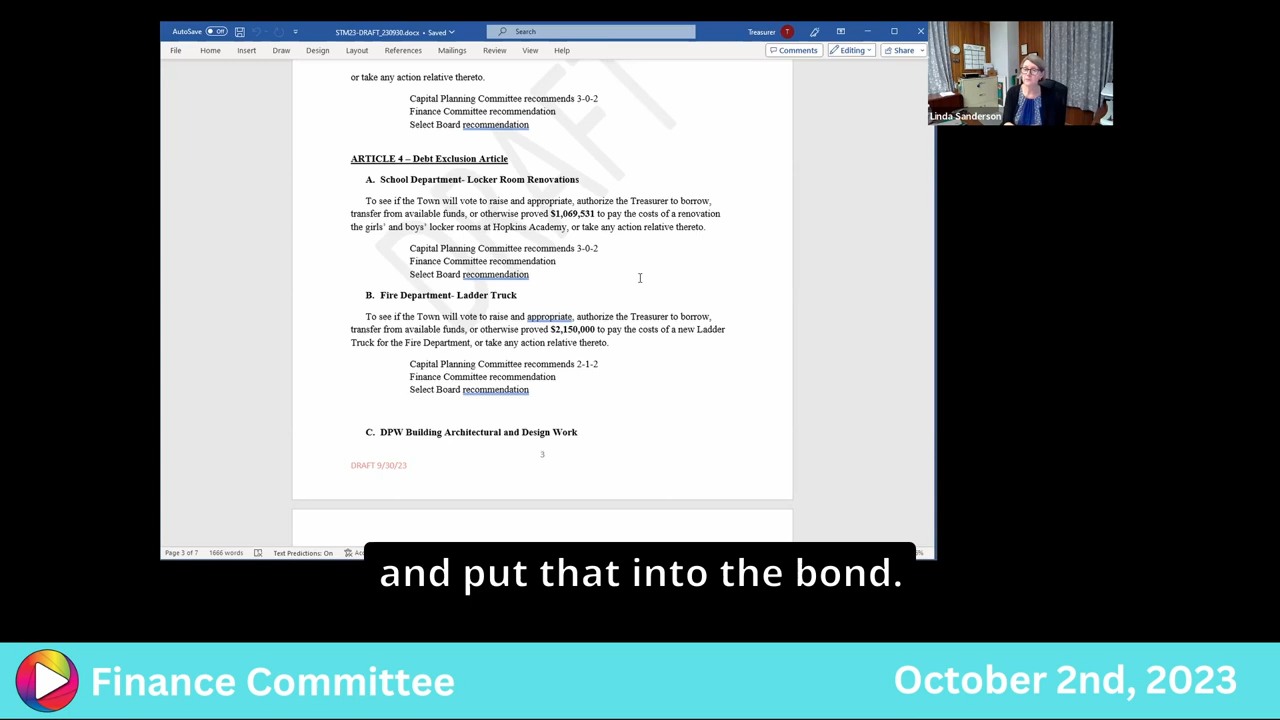 AutoSave Off STM23-DRAFT_230930.docx • Saved Search Treasurer T
File Home Insert Draw Design Layout References Mailings Review View Help Comments Editing Share
Linda Sanderson
DRAFT
or take any action relative thereto.
Capital Planning Committee recommends 3-0-2
Finance Committee recommendation
Select Board recommendation
ARTICLE 4 – Debt Exclusion Article
A. School Department- Locker Room Renovations
To see if the Town will vote to raise and appropriate, authorize the Treasurer to borrow,
transfer from available funds, or otherwise proved $1,069,531 to pay the costs of a renovation
the girls' and boys' locker rooms at Hopkins Academy, or take any action relative thereto.
Capital Planning Committee recommends 3-0-2
Finance Committee recommendation
Select Board recommendation
B. Fire Department- Ladder Truck
To see if the Town will vote to raise and appropriate, authorize the Treasurer to borrow,
transfer from available funds, or otherwise proved $2,150,000 to pay the costs of a new Ladder
Truck for the Fire Department, or take any action relative thereto.
Capital Planning Committee recommends 2-1-2
Finance Committee recommendation
Select Board recommendation
C. DPW Building Architectural and Design Work
3
DRAFT 9/30/23
Page 3 of 7 1666 words Text Predictions: On
and put that into the bond.
Finance Committee October 2nd, 2023